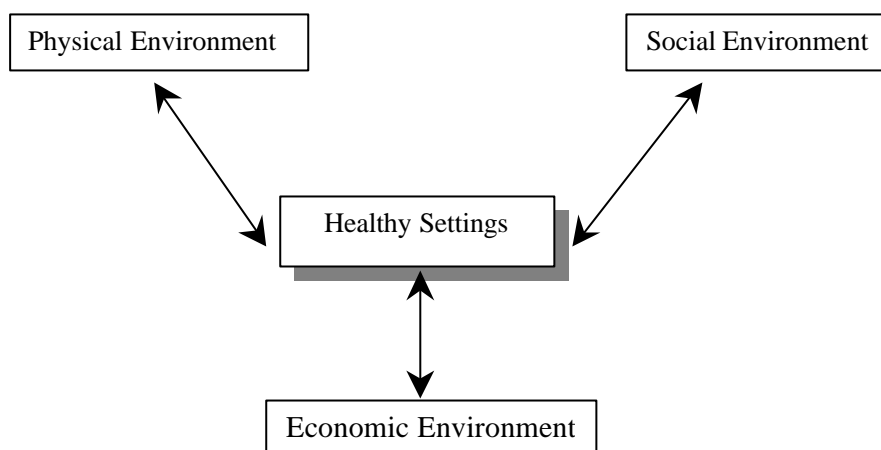 Physical Environment
Social Environment
Healthy Settings
Economic Environment